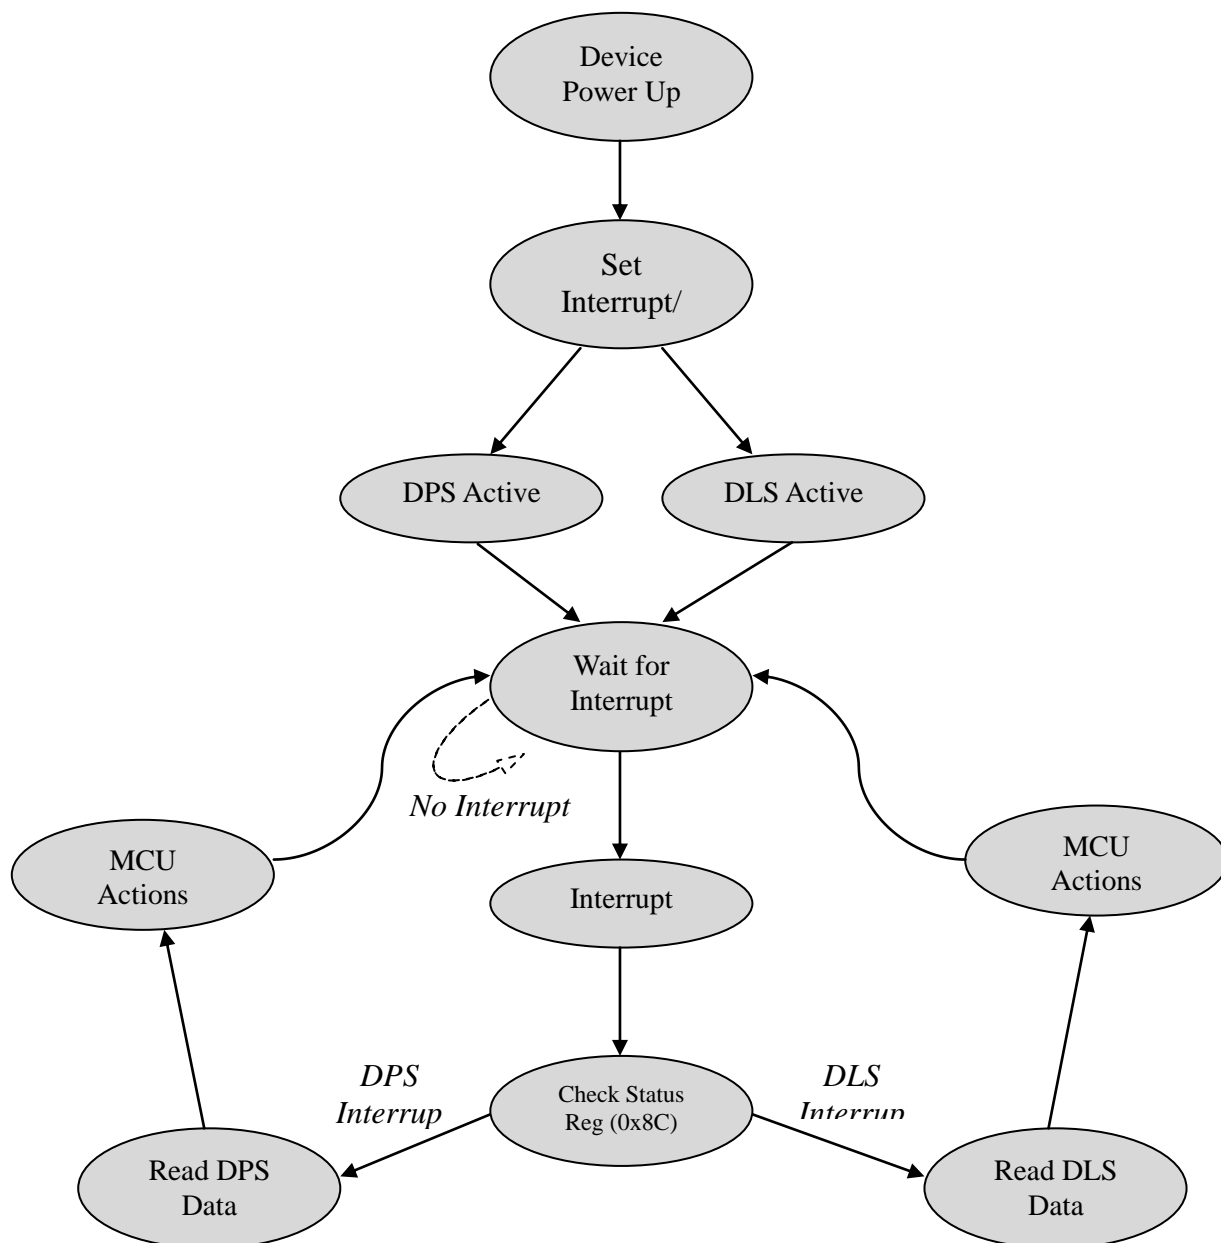 Device
Power Up
Set
Interrupt/
DPS Active
DLS Active
Wait for
Interrupt
No Interrupt
MCU
Actions
MCU
Actions
Interrupt
DPS
Interrup
Check Status
Reg (0x8C)
DLS
Interrup
Read DPS
Data
Read DLS
Data